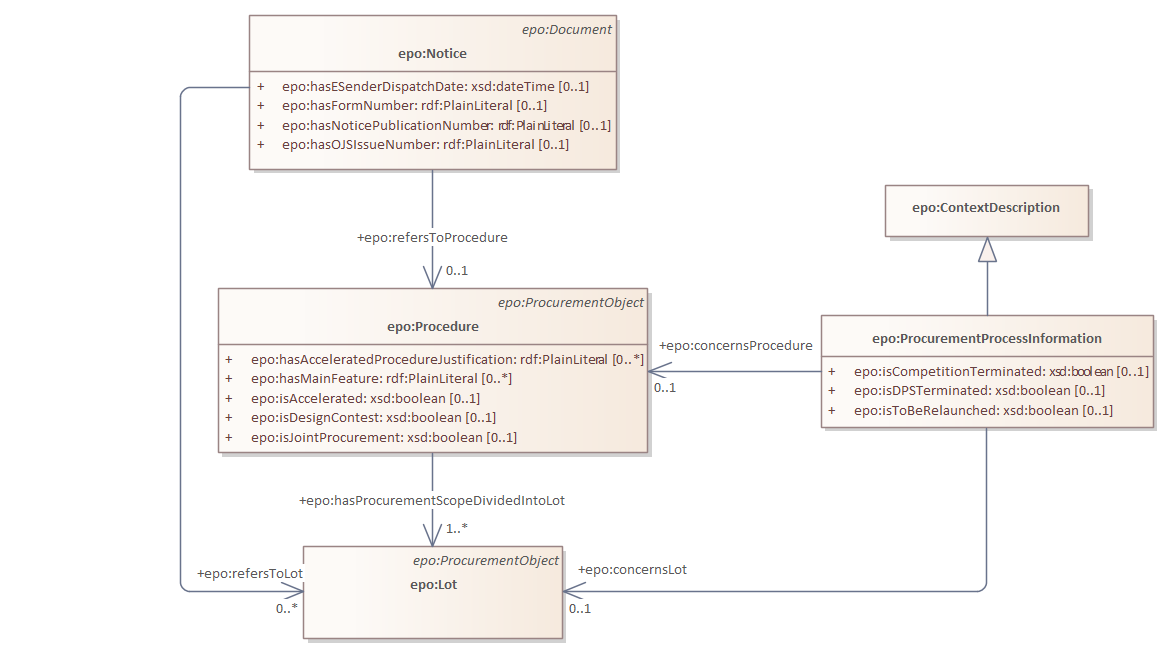 epo:Document
epo:Notice
+ epo:hasESenderDispatchDate: xsd:dateTime [0..1]
+ epo:hasFormNumber: rdf:PlainLiteral [0..1]
+ epo:hasNoticePublicationNumber: rdf:PlainLiteral [0..1]
+ epo:hasOJSIssueNumber: rdf:PlainLiteral [0..1]
epo:ContextDescription
+epo:refersToProcedure
0..1
epo:ProcurementObject
epo:Procedure
+ epo:hasAcceleratedProcedureJustification: rdf:PlainLiteral [0..*]
+ epo:hasMainFeature: rdf:PlainLiteral [0..*]
+ epo:isAccelerated: xsd:boolean [0..1]
+ epo:isDesignContest: xsd:boolean [0..1]
+ epo:isJointProcurement: xsd:boolean [0..1]
+epo:concernsProcedure
0..1
epo:ProcurementProcessInformation
+ epo:isCompetitionTerminated: xsd:boolean [0..1]
+ epo:isDPSTerminated: xsd:boolean [0..1]
+ epo:isToBeRelaunched: xsd:boolean [0..1]
+epo:hasProcurementScopeDividedIntoLot
1..*
epo:ProcurementObject
epo:Lot
+epo:refersToLot
0..*
+epo:concernsLot
0..1